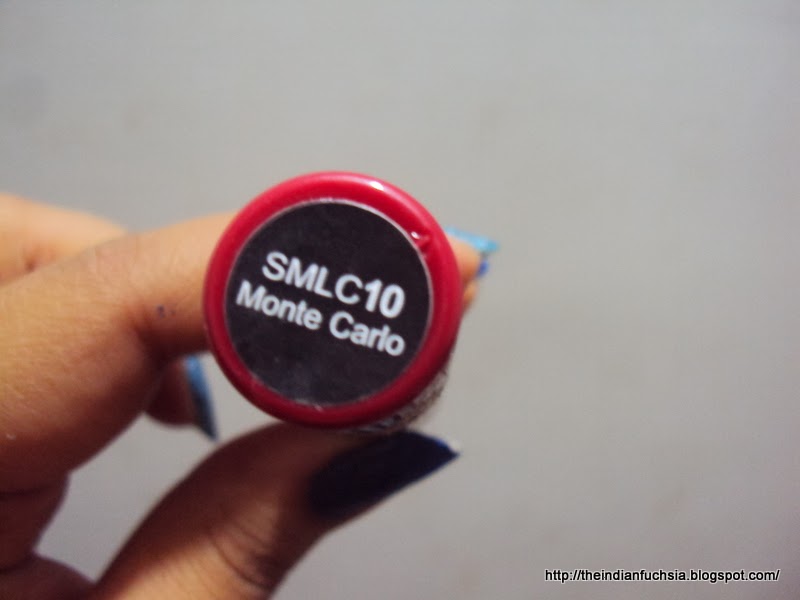 SMLC10
Monte Carlo
http://theindianfuchsia.blogspot.com/